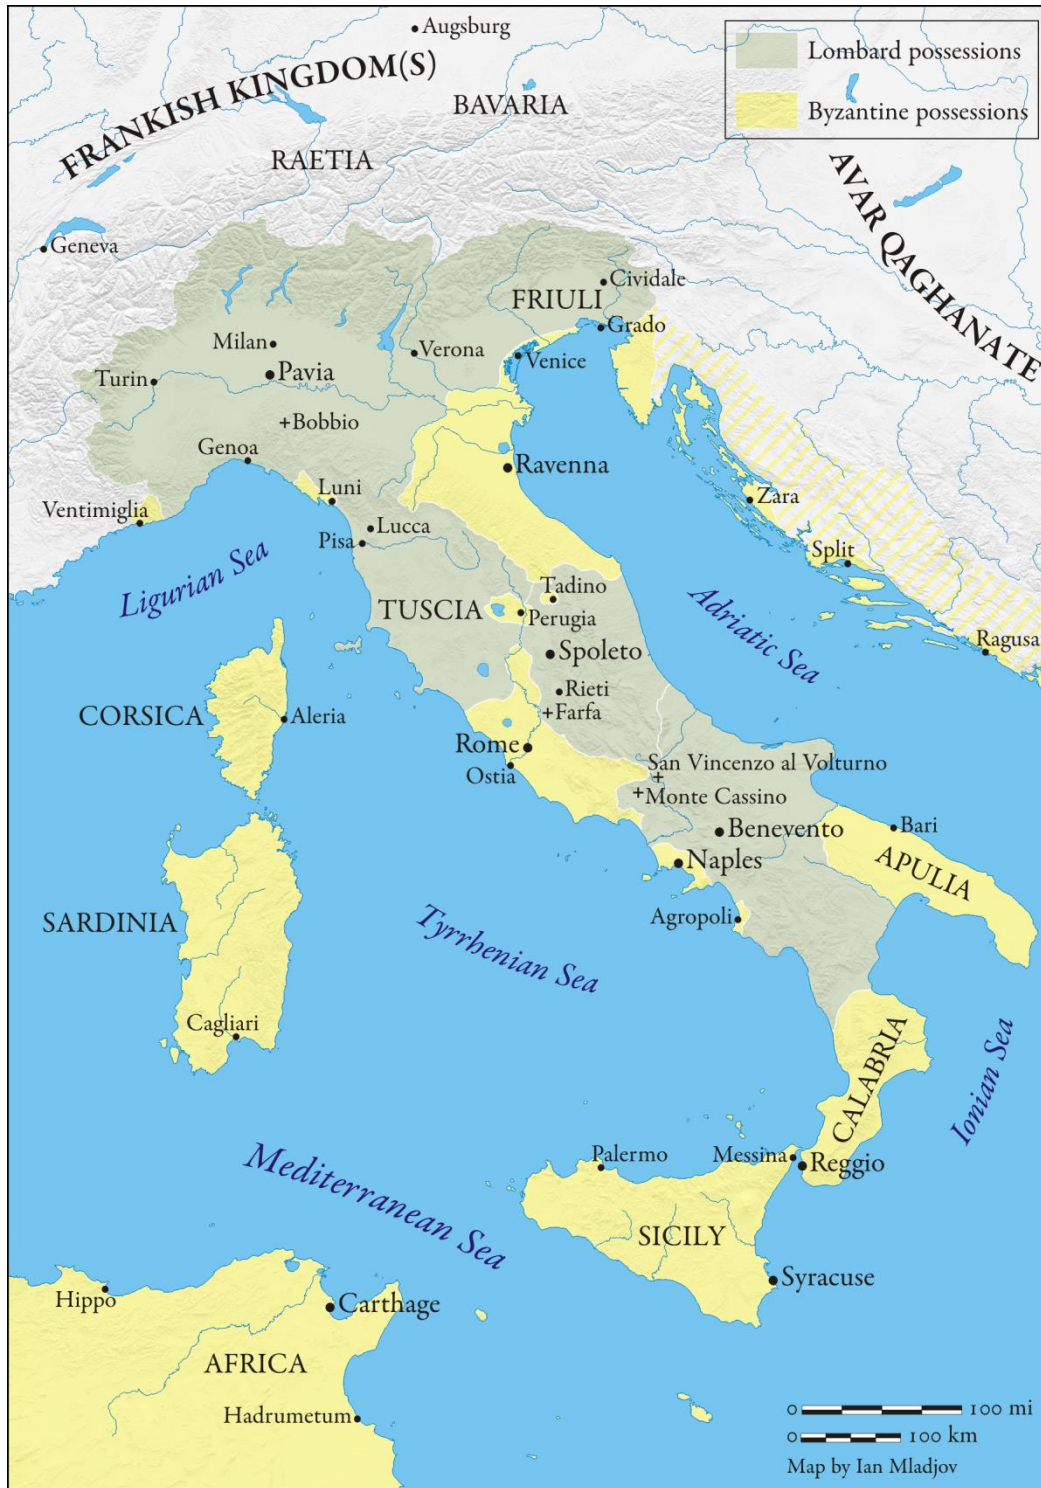 Augsburg
FRANKISH KINGDOM(S)
BAVARIA
RAETIA
Lombard possessions
Byzantine possessions
AVAR QAGHANATE
Geneva
Cividale
FRIULI
Grado
Milan
Verona
Venice
Turin
Pavia
Bobbio
Genoa
Ravenna
Luni
Ventimiglia
Zara
Lucca
Pisa
Split
Ligurian Sea
Tadino
TUSCIA
Perugia
Adriatic Sea
Ragusa
Spoleto
Rieti
Farfa
CORSICA
Aleria
Rome
Ostia
San Vincenzo al Volturno
Monte Cassino
Benevento
Bari
Naples
APULIA
Agropoli
SARDINIA
Tyrrhenian Sea
Cagliari
CALABRIA
Ionian Sea
Mediterranean Sea
Palermo
Messina
Reggio
SICILY
Syracuse
Hippo
Carthage
AFRICA
Hadrumetum
0 100 mi
0 100 km
Map by Ian Mladjov